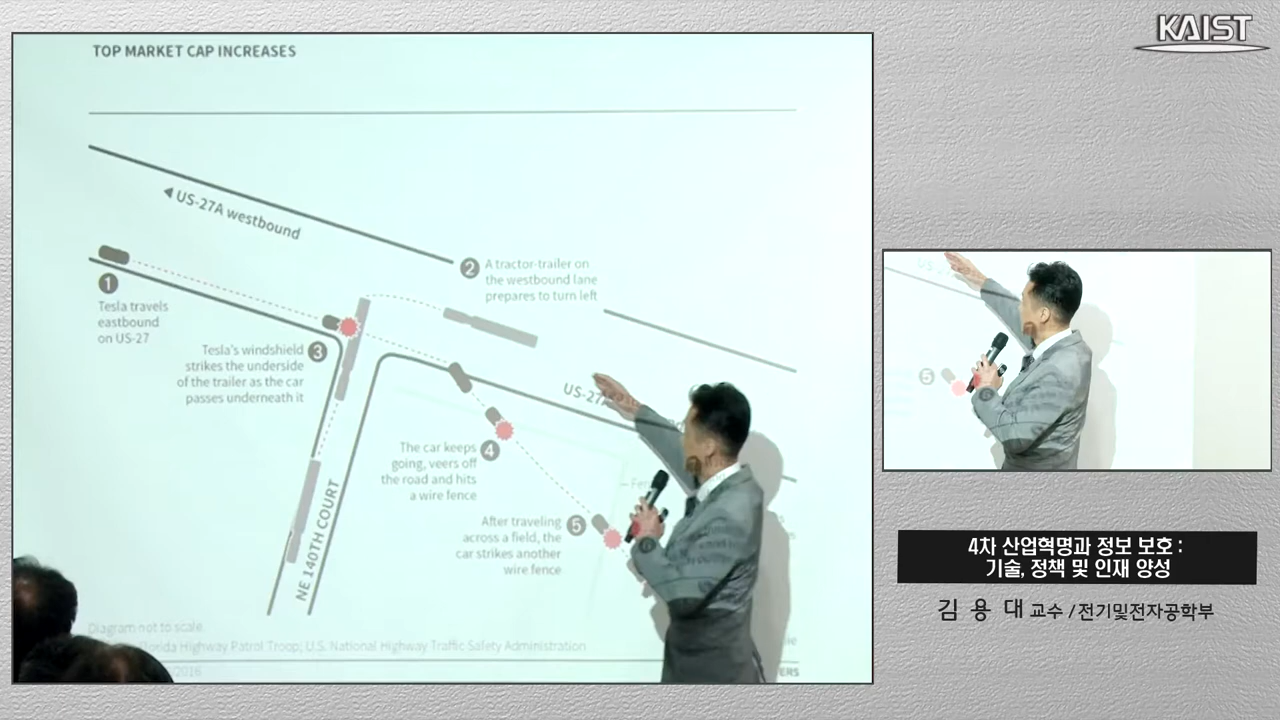 KAIST
TOP MARKET CAP INCREASES
US-27A westbound
1
Tesla travels
eastbound
on US-27
2
A tractor-trailer on
the westbound lane
prepares to turn left
3
Tesla's windshield
strikes the underside
of the trailer as the car
passes underneath it
4
The car keeps
going, veers off
the road and hits
a wire fence
5
After traveling
across a field, the
car strikes another
wire fence
NE 140TH COURT
Diagram not to scale
Florida Highway Patrol Troop; U.S. National Highway Traffic Safety Administration
5
4차 산업혁명과 정보 보호 :
기술, 정책 및 인재 양성
김 용 대 교수 / 전기및전자공학부